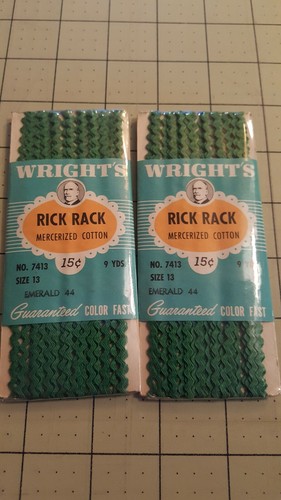 WRIGHT'S
RICK RACK
MERCERIZED COTTON
15¢
NO. 7413 9 YDS.
SIZE 13
EMERALD 44
Guaranteed COLOR FAST
WRIGHT'S
RICK RACK
MERCERIZED COTTON
15¢
NO. 7413 9
SIZE 13
EMERALD 44
Guaranteed COLOR FAST